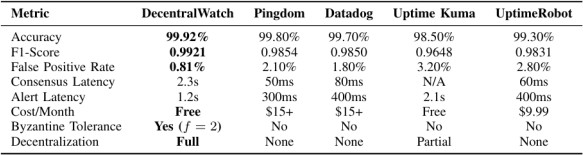 Metric DecentralWatch Pingdom Datadog Uptime Kuma UptimeRobot
Accuracy 99.92% 99.80% 99.70% 98.50% 99.30%
F1-Score 0.9921 0.9854 0.9850 0.9648 0.9831
False Positive Rate 0.81% 2.10% 1.80% 3.20% 2.80%
Consensus Latency 2.3s 50ms 80ms N/A 60ms
Alert Latency 1.2s 300ms 400ms 2.1s 400ms
Cost/Month Free $15+ $15+ Free $9.99
Byzantine Tolerance Yes (f = 2) No No No No
Decentralization Full None None Partial None